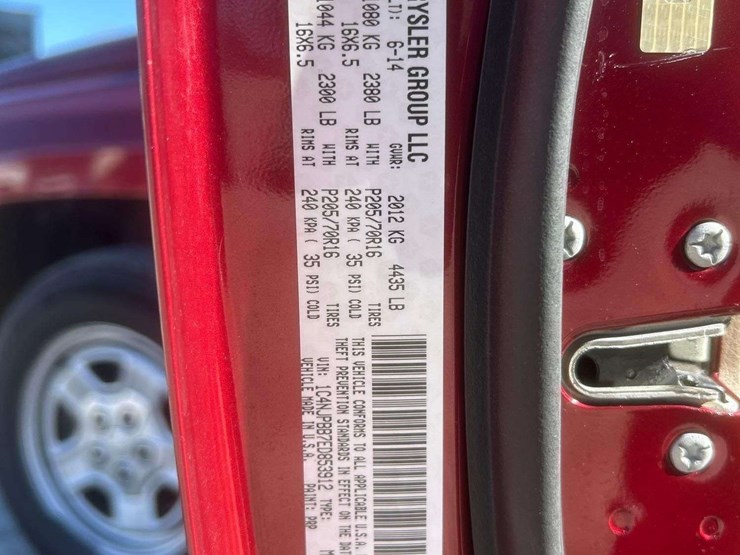 YSLER GROUP LLC
LT): 6-14 GVWR: 2012 KG 4435 LB
1080 KG 2380 LB WITH P205/70R16 TIRES
16X6.5 RIMS AT 240 KPA ( 35 PSI) COLD
1044 KG 2300 LB WITH P205/70R16 TIRES
16X6.5 RIMS AT 240 KPA ( 35 PSI) COLD
THIS VEHICLE CONFORMS TO ALL APPLICABLE U.S.A.
THEFT PREVENTION STANDARDS IN EFFECT ON THE DAT
VIN: 1C4NJPBB7ED853912 TYPE: M
VEHICLE MADE IN U.S.A. PAINT: PRP